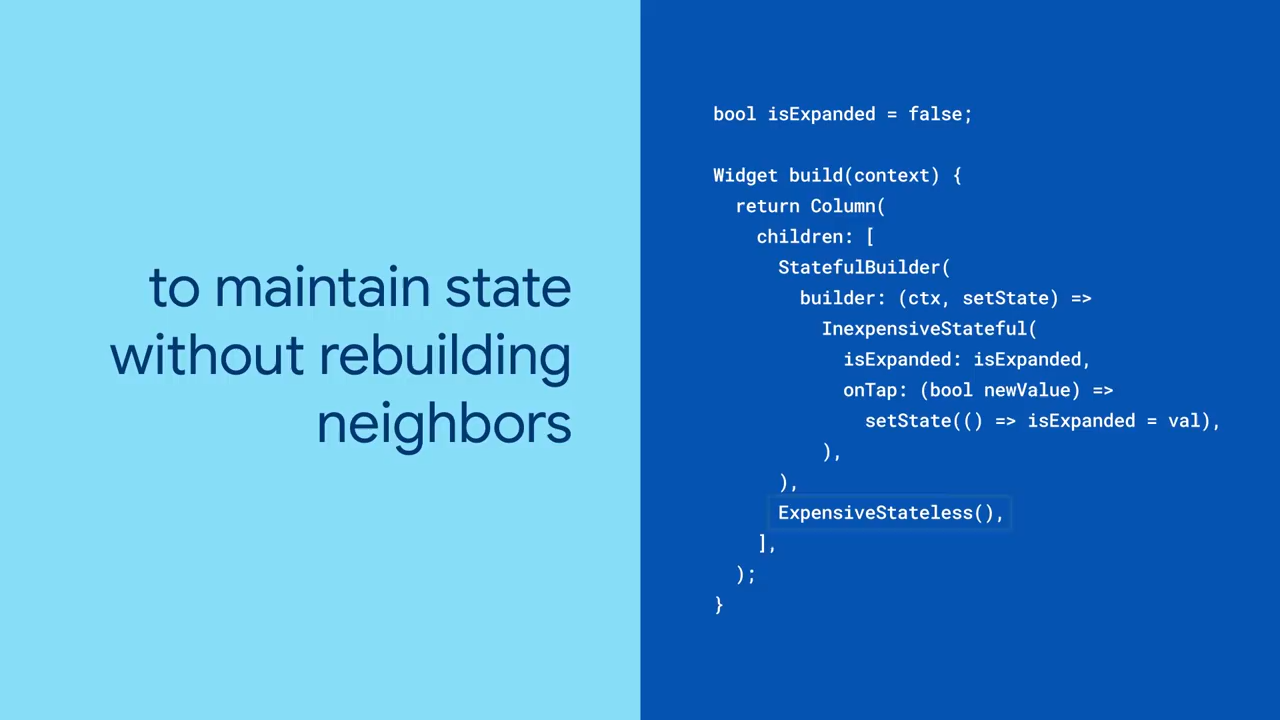 to maintain state
without rebuilding
neighbors
bool isExpanded = false;
Widget build(context) {
return Column(
children: [
StatefulBuilder(
builder: (ctx, setState) =>
InexpensiveStateful(
isExpanded: isExpanded,
onTap: (bool newValue) =>
setState(() => isExpanded = val),
),
),
ExpensiveStateless(),
],
);
}